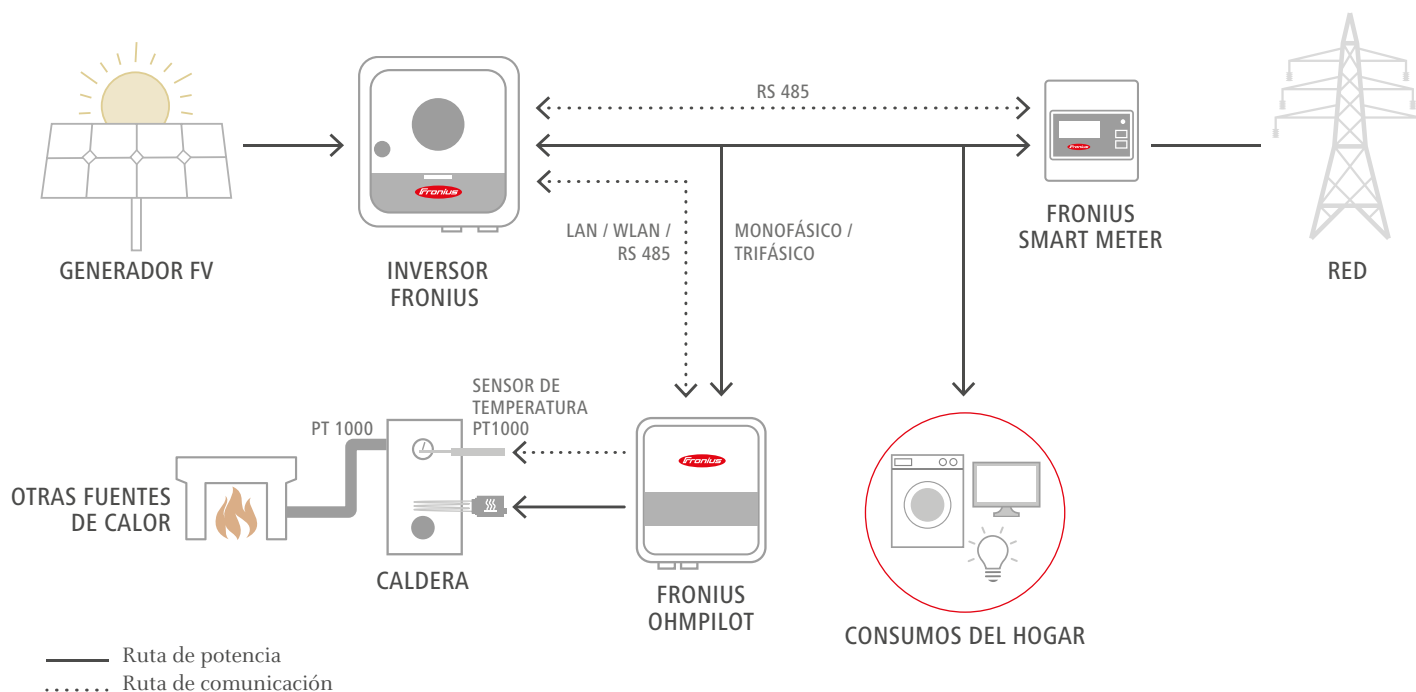 RS 485
Fronius
Fronius
LAN / WLAN /
RS 485
MONOFÁSICO /
TRIFÁSICO
FRONIUS
SMART METER
GENERADOR FV
INVERSOR
FRONIUS
RED
SENSOR DE
TEMPERATURA
PT1000
PT 1000
Fronius
OTRAS FUENTES
DE CALOR
CALDERA
FRONIUS
OHMPILOT
CONSUMOS DEL HOGAR
Ruta de potencia
Ruta de comunicación